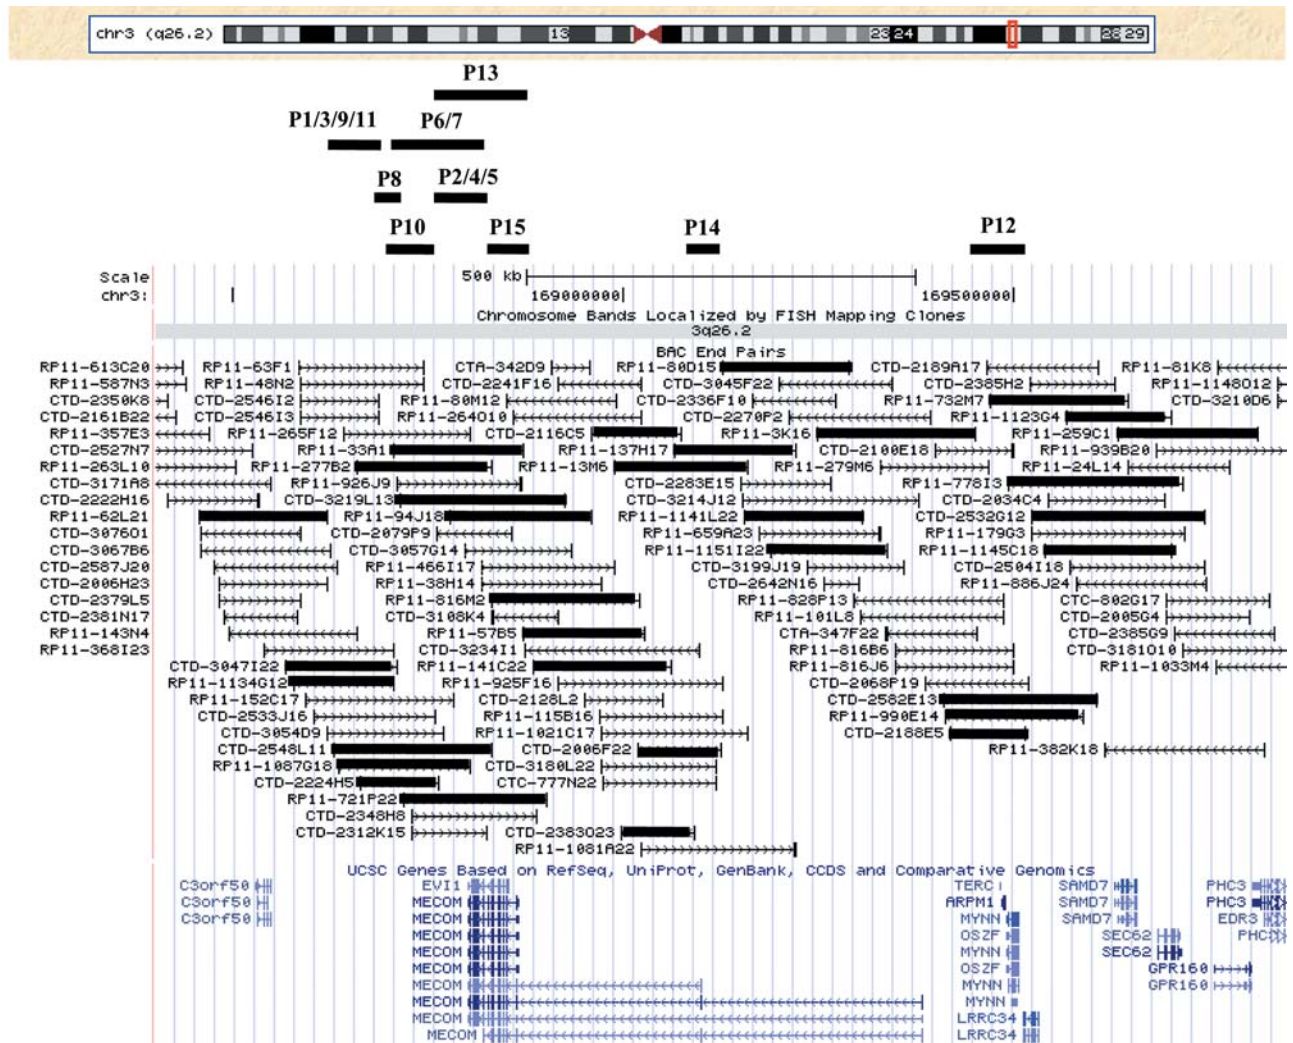 chr3 (q26.2) 13 23 24 28 29
P13
P1/3/9/11 P6/7
P8 P2/4/5
P10 P15 P14 P12
Scale 500 kb
chr3: 169000000 169500000
Chromosome Bands Localized by FISH Mapping Clones
3q26.2
BAC End Pairs
RP11-613C20 RP11-63F1 CTA-342D9 RP11-80D15 CTD-2189A17 RP11-81K8
RP11-587N3 RP11-48N2 CTD-2241F16 CTD-3045F22 CTD-2385H2 RP11-1148O12
CTD-2350K8 CTD-2546I2 RP11-80M12 CTD-2336F10 RP11-732M7 CTD-3210D6
CTD-2161B22 CTD-2546I3 RP11-264O10 CTD-2270P2 RP11-1123G4
RP11-357E3 RP11-265F12 CTD-2116C5 RP11-3K16 RP11-259C1
CTD-2527N7 RP11-33A1 RP11-137H17 CTD-2100E18 RP11-939B20
RP11-263L10 RP11-277B2 RP11-13M6 RP11-279M6 RP11-24L14
CTD-3171A8 RP11-926J9 CTD-2283E15 RP11-778I3
CTD-2222H16 CTD-3219L13 CTD-3214J12 CTD-2034C4
RP11-62L21 RP11-94J18 RP11-1141L22 CTD-2532G12
CTD-3076O1 CTD-2079P9 RP11-659A23 RP11-179G3
CTD-3067B6 CTD-3057G14 RP11-1151I22 RP11-1145C18
CTD-2587J20 RP11-466I17 CTD-3199J19 CTD-2504I18
CTD-2006H23 RP11-38H14 CTD-2642N16 RP11-886J24
CTD-2379L5 RP11-816M2 RP11-828P13 CTC-802G17
CTD-2381N17 CTD-3108K4 RP11-101L8 CTD-2005G4
RP11-143N4 RP11-57B5 CTA-347F22 CTD-2385G9
RP11-368I23 CTD-3234I1 RP11-816B6 CTD-3181O10
CTD-3047I22 RP11-141C22 RP11-816J6 RP11-1033M4
RP11-1134G12 RP11-925F16 CTD-2068P19
RP11-152C17 CTD-2128L2 CTD-2582E13
CTD-2533J16 RP11-115B16 RP11-990E14
CTD-3054D9 RP11-1021C17 CTD-2188E5
CTD-2548L11 CTD-2006F22 RP11-382K18
RP11-1087G18 CTD-3180L22
CTD-2224H5 CTC-777N22
RP11-721P22
CTD-2348H8
CTD-2312K15 CTD-2383O23
RP11-1081A22
UCSC Genes Based on RefSeq, UniProt, GenBank, CCDS and Comparative Genomics
C3orf50 EVI1 TERC SAMD7 PHC3
C3orf50 MECOM ARPM1 SAMD7 PHC3
C3orf50 MECOM MYNN SAMD7 EDR3
MECOM OSZF SEC62 PHC
MECOM MYNN SEC62
MECOM OSZF GPR160
MECOM MYNN GPR160
MECOM MYNN
MECOM LRRC34
MECOM LRRC34